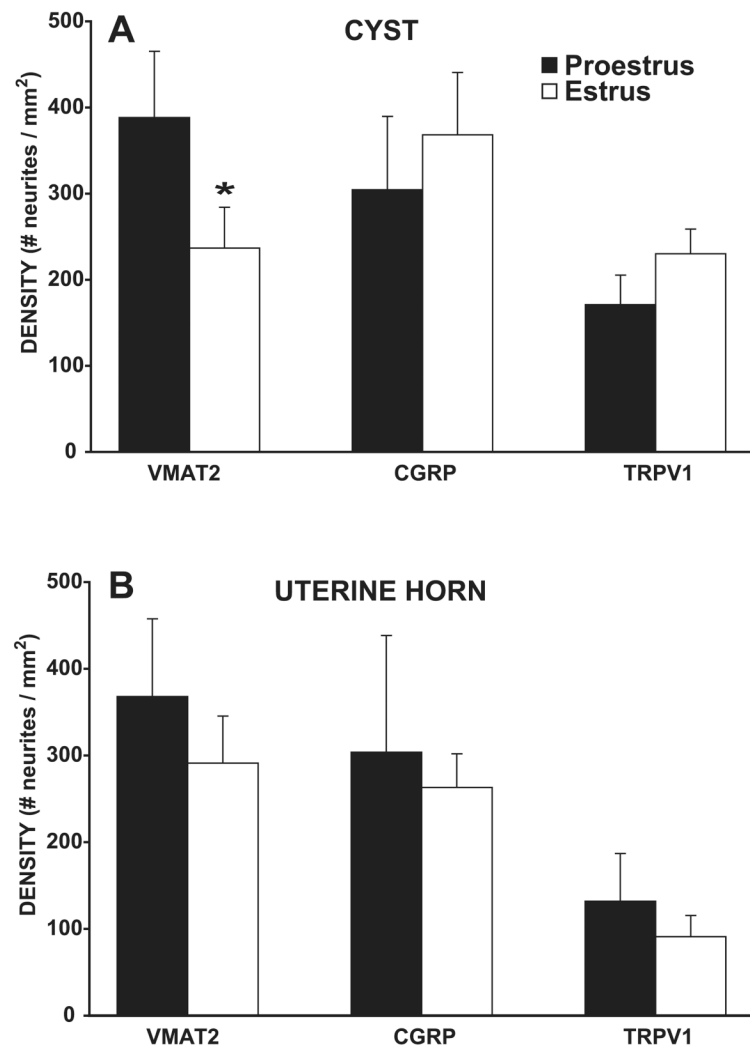 A
CYST
Proestrus
Estrus
DENSITY (# neurites / mm²)
500
400
300
200
100
0
*
VMAT2 CGRP TRPV1
B
UTERINE HORN
DENSITY (# neurites / mm²)
500
400
300
200
100
0
VMAT2 CGRP TRPV1